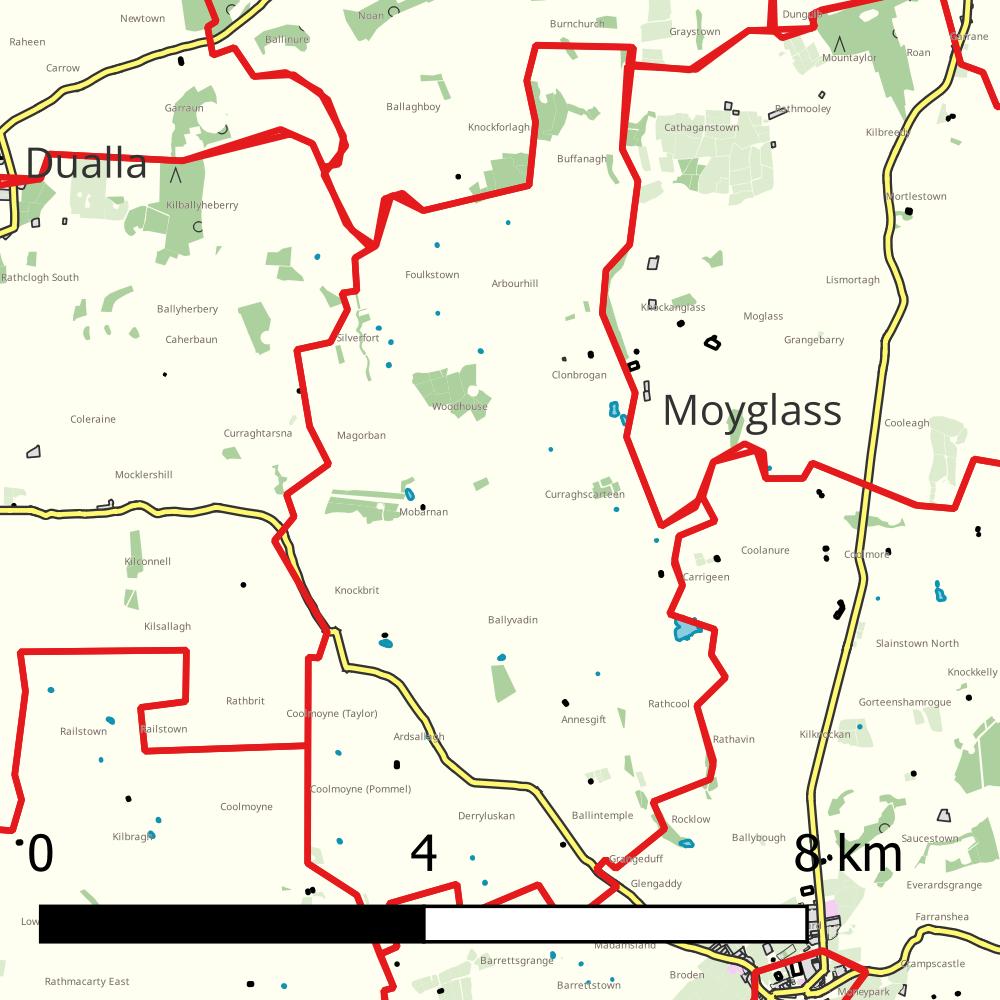 Newtown
Noan
Burnchurch
Dungulph
Raheen
Ballinure
Graystown
Garrane
Roan
Mountaylor
Carrow
Garraun
Ballaghboy
Rathmooley
Knockforlagh
Cathaganstown
Kilbreedy
Dualla
Buffanagh
Kilballyheberry
Mortlestown
Rathclogh South
Foulkstown
Arbourhill
Lismortagh
Ballyherbery
Knockanglass
Moglass
Caherbaun
Silverfort
Grangebarry
Clonbrogan
Woodhouse
Moyglass
Coleraine
Curraghtarsna
Magorban
Cooleagh
Mocklershill
Curraghscarteen
Mobarnan
Kilconnell
Coolanure
Coolmore
Carrigeen
Knockbrit
Kilsallagh
Ballyvadin
Slainstown North
Knockkelly
Rathbrit
Rathcool
Gorteenshamrogue
Coolmoyne (Taylor)
Annesgift
Railstown
Railstown
Ardsallagh
Rathavin
Kilknockan
Coolmoyne (Pommel)
Coolmoyne
Derryluskan
Ballintemple
Rocklow
Kilbragh
Ballybough
Saucestown
0
4
8 km
Grangeduff
Glengaddy
Everardsgrange
Low
Farranshea
Madamsland
Barrettsgrange
Crampscastle
Broden
Rathmacarty East
Barrettstown
Moneypark